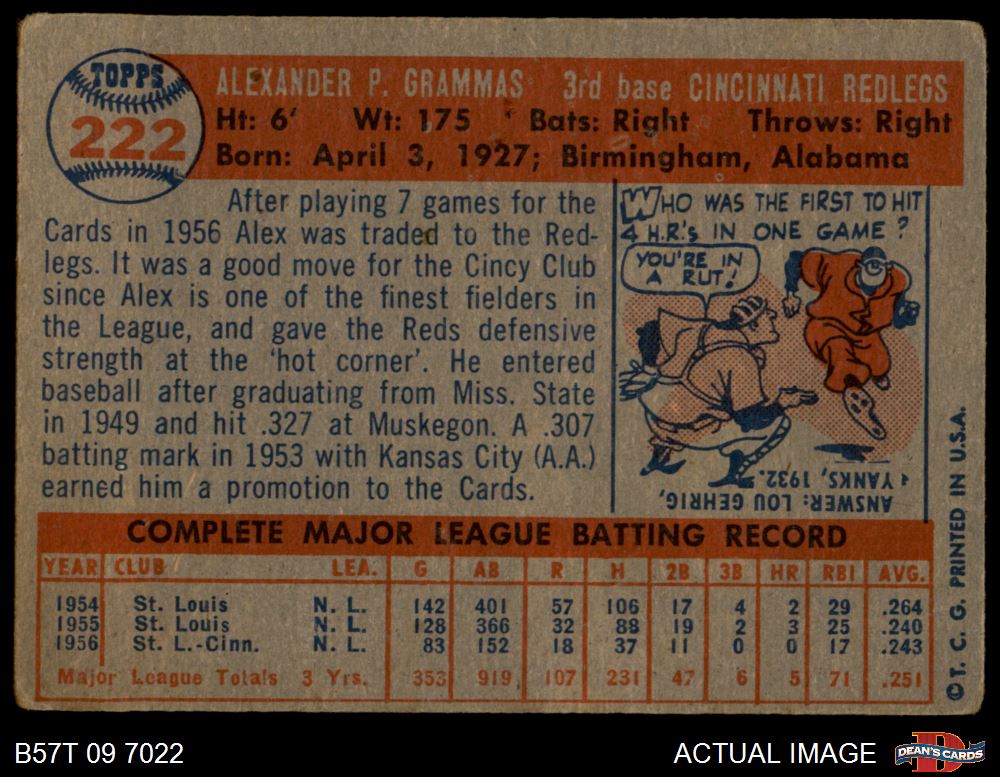 TOPPS
222
ALEXANDER P. GRAMMAS 3rd base CINCINNATI REDLEGS
Ht: 6' Wt: 175 Bats: Right Throws: Right
Born: April 3, 1927; Birmingham, Alabama
After playing 7 games for the
Cards in 1956 Alex was traded to the Red-
legs. It was a good move for the Cincy Club
since Alex is one of the finest fielders in
the League, and gave the Reds defensive
strength at the 'hot corner'. He entered
baseball after graduating from Miss. State
in 1949 and hit .327 at Muskegon. A .307
batting mark in 1953 with Kansas City (A.A.)
earned him a promotion to the Cards.
WHO WAS THE FIRST TO HIT
4 H.R.'s IN ONE GAME?
YOU'RE IN
A RUT!
ANSWER: LOU GEHRIG,
YANKS, 1932.
COMPLETE MAJOR LEAGUE BATTING RECORD
YEAR CLUB LEA. G AB R H 2B 3B HR RBI AVG.
1954 St. Louis N. L. 142 401 57 106 17 4 2 29 .264
1955 St. Louis N. L. 128 366 32 88 19 2 3 25 .240
1956 St. L.-Cinn. N. L. 83 152 18 37 11 0 0 17 .243
Major League Totals 3 Yrs. 353 919 107 231 47 6 5 71 .251
© T. C. G. PRINTED IN U.S.A.
B57T 09 7022
ACTUAL IMAGE
DEAN'S CARDS